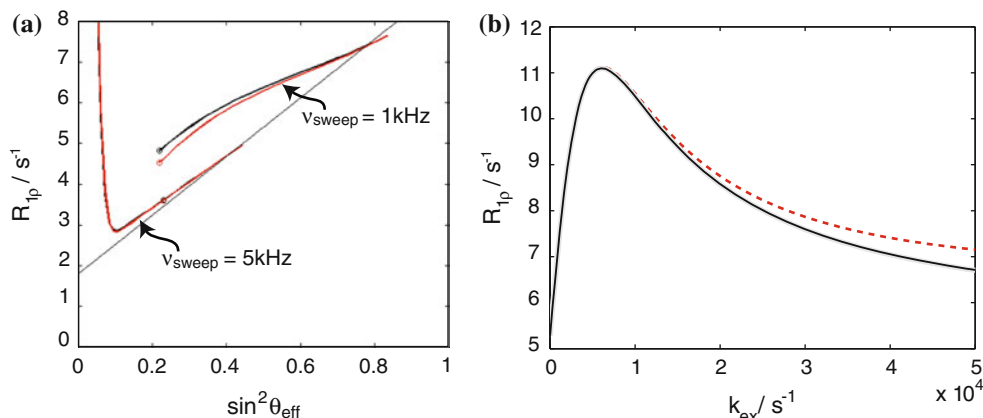 (a)
8
7
6
5
4
3
2
1
0
R1ρ / s-1
νsweep = 1kHz
νsweep = 5kHz
0 0.2 0.4 0.6 0.8 1
sin2θeff
(b)
11
10
9
8
7
6
5
R1ρ / s-1
0 1 2 3 4 5
x 104
kex/ s-1